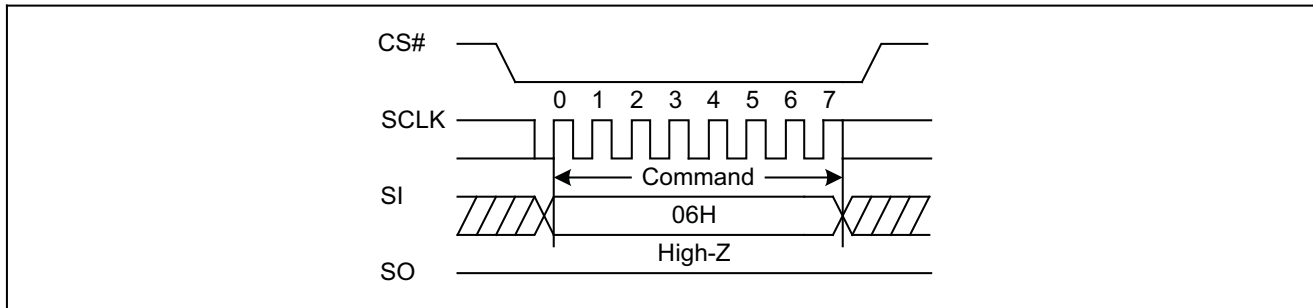 CS#
0 1 2 3 4 5 6 7
SCLK
Command
SI
06H
High-Z
SO